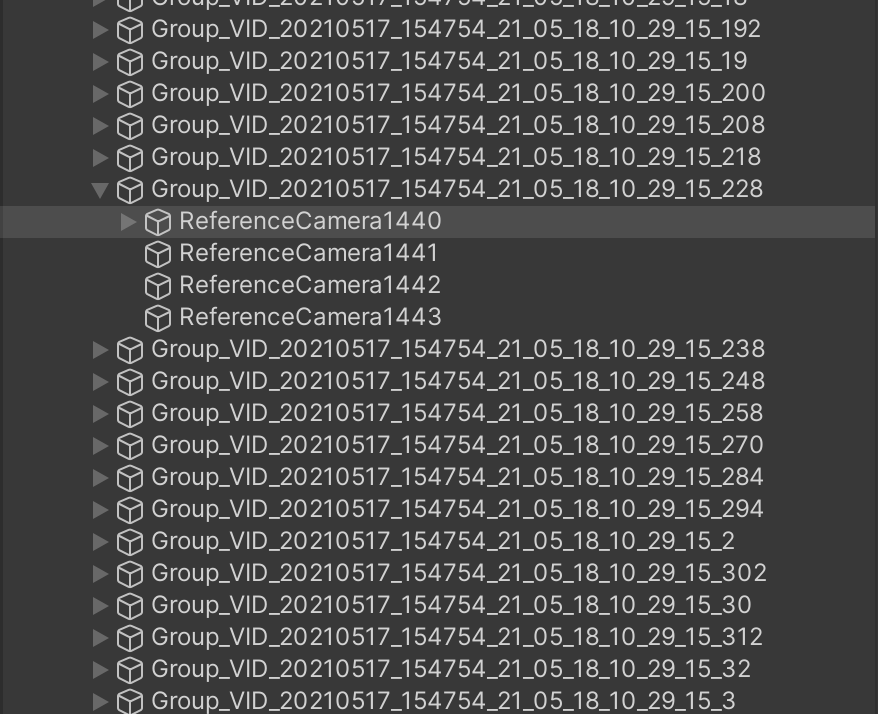 Group_VID_20210517_154754_21_05_18_10_29_15_18
Group_VID_20210517_154754_21_05_18_10_29_15_192
Group_VID_20210517_154754_21_05_18_10_29_15_19
Group_VID_20210517_154754_21_05_18_10_29_15_200
Group_VID_20210517_154754_21_05_18_10_29_15_208
Group_VID_20210517_154754_21_05_18_10_29_15_218
Group_VID_20210517_154754_21_05_18_10_29_15_228
ReferenceCamera1440
ReferenceCamera1441
ReferenceCamera1442
ReferenceCamera1443
Group_VID_20210517_154754_21_05_18_10_29_15_238
Group_VID_20210517_154754_21_05_18_10_29_15_248
Group_VID_20210517_154754_21_05_18_10_29_15_258
Group_VID_20210517_154754_21_05_18_10_29_15_270
Group_VID_20210517_154754_21_05_18_10_29_15_284
Group_VID_20210517_154754_21_05_18_10_29_15_294
Group_VID_20210517_154754_21_05_18_10_29_15_2
Group_VID_20210517_154754_21_05_18_10_29_15_302
Group_VID_20210517_154754_21_05_18_10_29_15_30
Group_VID_20210517_154754_21_05_18_10_29_15_312
Group_VID_20210517_154754_21_05_18_10_29_15_32
Group_VID_20210517_154754_21_05_18_10_29_15_3